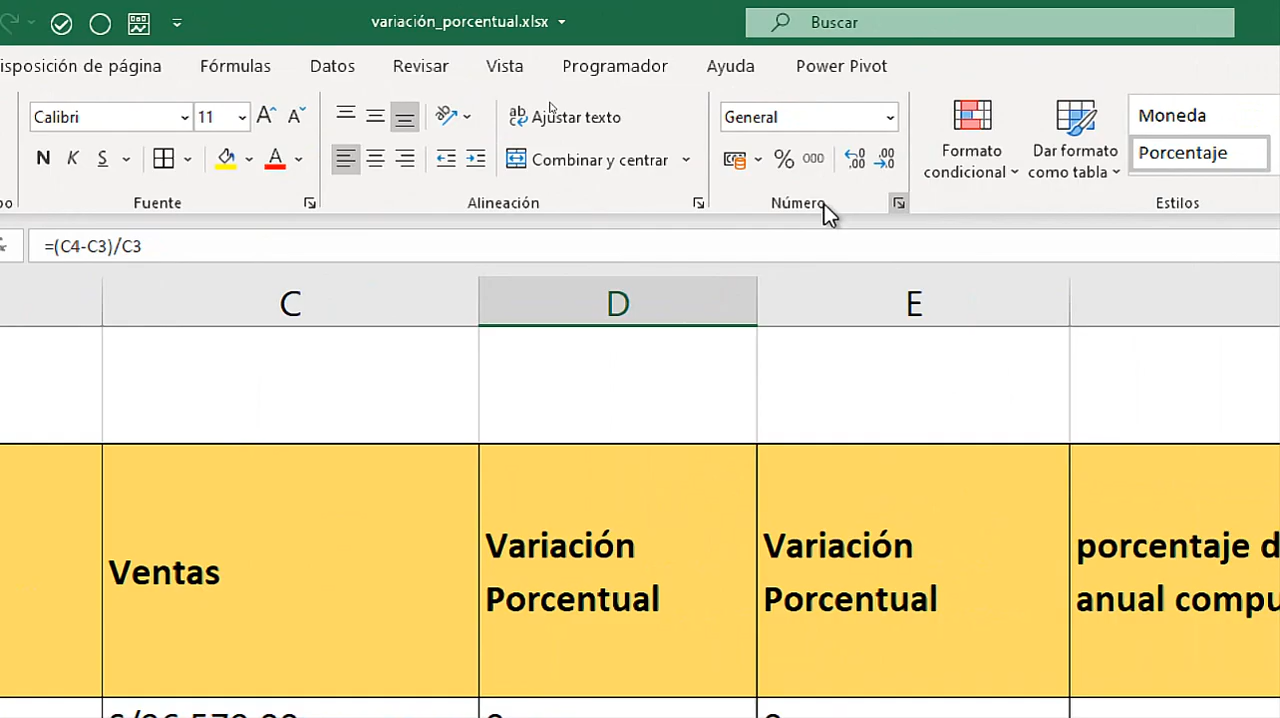 variación_porcentual.xlsx
Buscar
isposición de página Fórmulas Datos Revisar Vista Programador Ayuda Power Pivot
Calibri 11 ab Ajustar texto General Moneda
N K S A Combinar y centrar % 000 Formato condicional Dar formato como tabla Porcentaje
po Fuente Alineación Número Estilos
=(C4-C3)/C3
C D E
Ventas
Variación
Porcentual
Variación
Porcentual
porcentaje d
anual compu